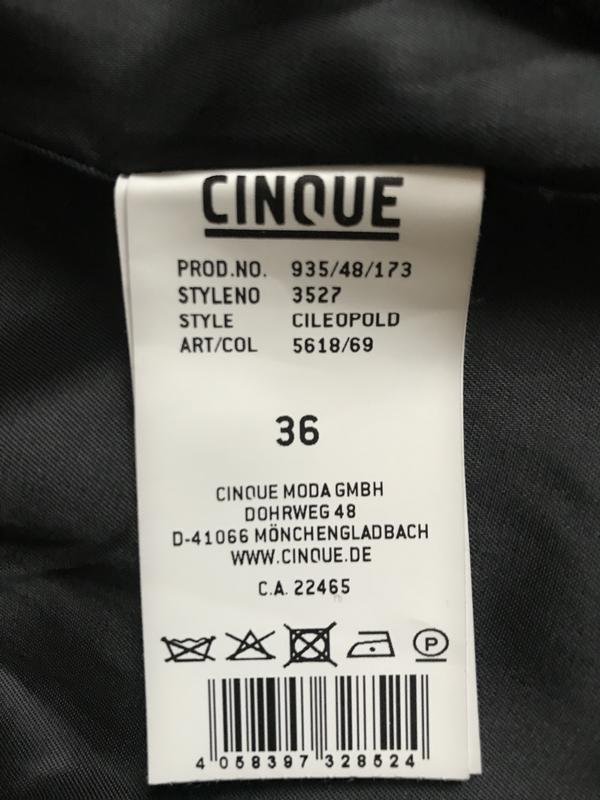 CINQUE
PROD.NO. 935/48/173
STYLENO 3527
STYLE CILEOPOLD
ART/COL 5618/69
36
CINQUE MODA GMBH
DOHRWEG 48
D-41066 MÖNCHENGLADBACH
WWW.CINQUE.DE
C.A. 22465
P
4 058397 328524